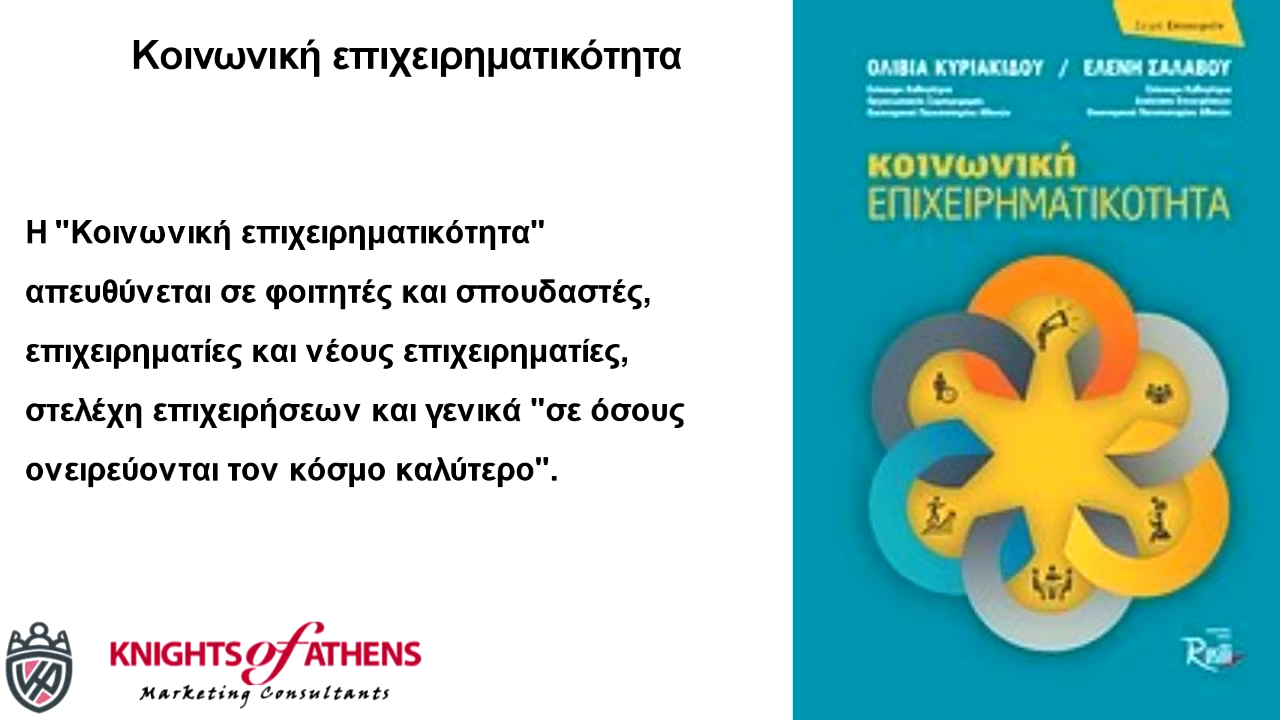 Κοινωνική επιχειρηματικότητα
Η "Κοινωνική επιχειρηματικότητα"
απευθύνεται σε φοιτητές και σπουδαστές,
επιχειρηματίες και νέους επιχειρηματίες,
στελέχη επιχειρήσεων και γενικά "σε όσους
ονειρεύονται τον κόσμο καλύτερο".
KNIGHTS of ATHENS
Marketing Consultants
ΟΛΙΒΙΑ ΚΥΡΙΑΚΙΔΟΥ / ΕΛΕΝΗ ΣΑΛΑΒΟΥ
κοινωνική
ΕΠΙΧΕΙΡΗΜΑΤΙΚΟΤΗΤΑ